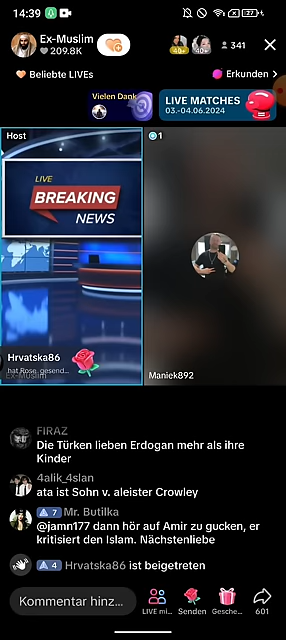 14:39
27
Ex-Muslim
209.8K
40+
40+
341
Beliebte LIVEs
Erkunden >
Vielen Dank
LIVE MATCHES
03.-04.06.2024
Host
1
LIVE
BREAKING
NEWS
Hrvatska86
hat Rose gesend...
Ex-Muslim
Maniek892
FIRAZ
Die Türken lieben Erdogan mehr als ihre
Kinder
4alik_4slan
ata ist Sohn v. aleister Crowley
7 Mr. Butilka
@jamn177 dann hör auf Amir zu gucken, er
kritisiert den Islam. Nächstenliebe
4 Hrvatska86 ist beigetreten
Kommentar hinz...
LIVE mi...
Senden
Gesche...
601